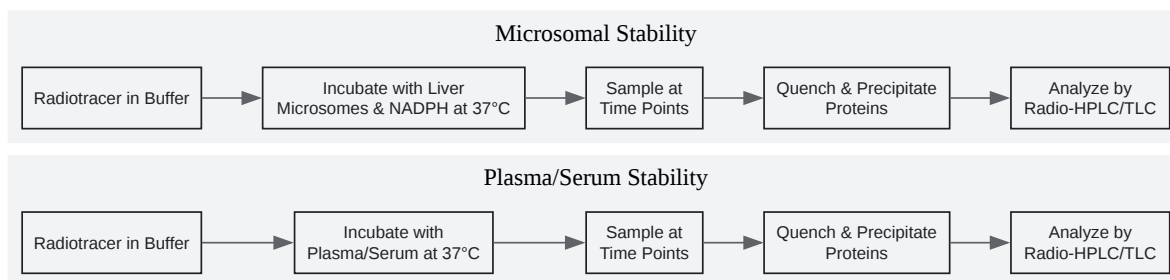 Microsomal Stability
Radiotracer in Buffer
Incubate with Liver
Microsomes & NADPH at 37°C
Sample at
Time Points
Quench & Precipitate
Proteins
Analyze by
Radio-HPLC/TLC
Plasma/Serum Stability
Radiotracer in Buffer
Incubate with
Plasma/Serum at 37°C
Sample at
Time Points
Quench & Precipitate
Proteins
Analyze by
Radio-HPLC/TLC